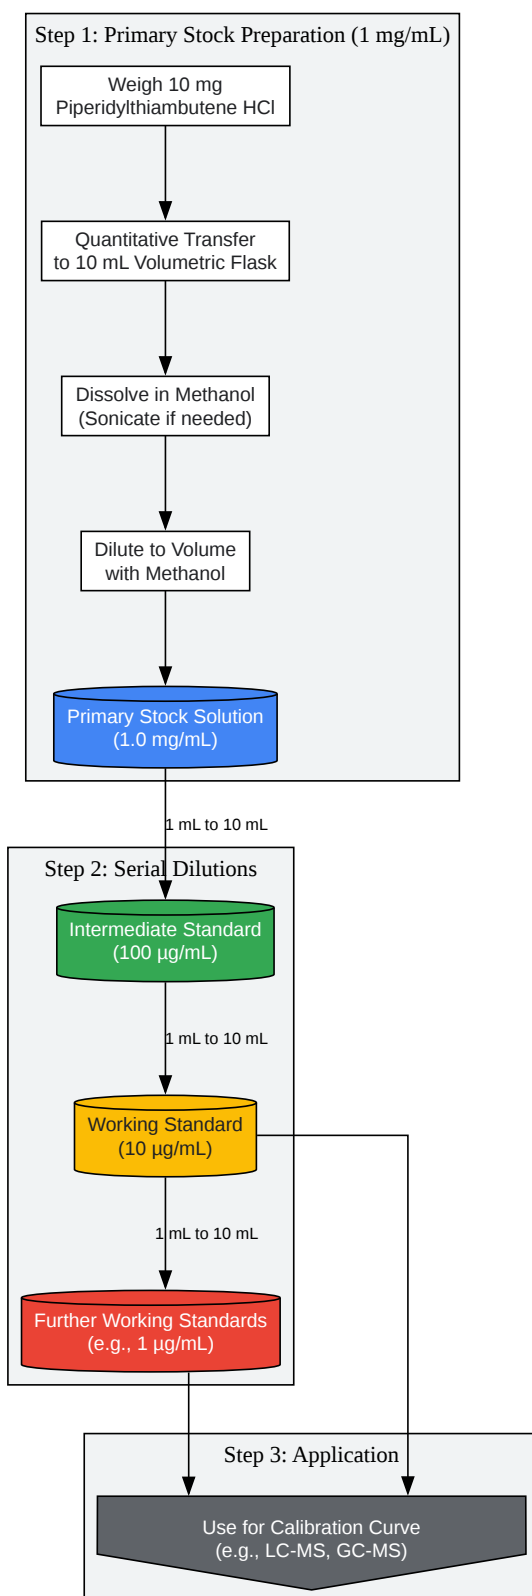 Step 1: Primary Stock Preparation (1 mg/mL)
Weigh 10 mg
Piperidylthiambutene HCl
Quantitative Transfer
to 10 mL Volumetric Flask
Dissolve in Methanol
(Sonicate if needed)
Dilute to Volume
with Methanol
Primary Stock Solution
(1.0 mg/mL)
1 mL to 10 mL
Step 2: Serial Dilutions
Intermediate Standard
(100 µg/mL)
1 mL to 10 mL
Working Standard
(10 µg/mL)
1 mL to 10 mL
Further Working Standards
(e.g., 1 µg/mL)
Step 3: Application
Use for Calibration Curve
(e.g., LC-MS, GC-MS)